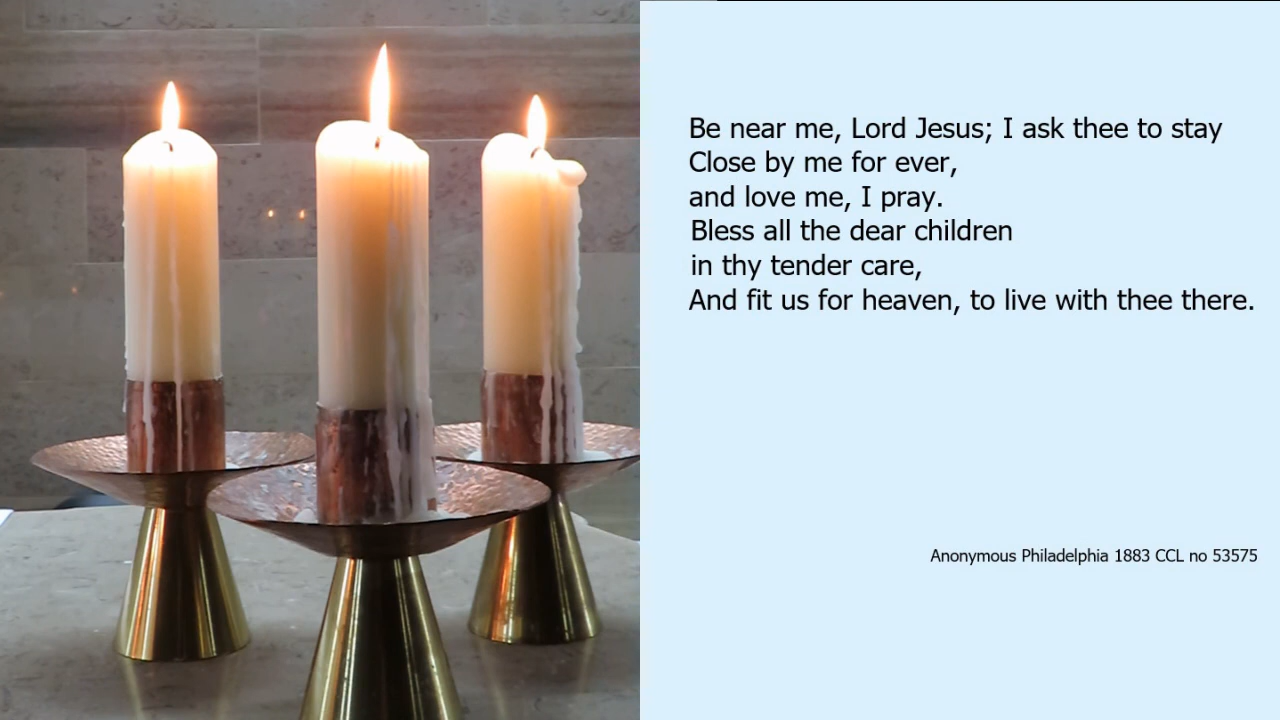 Be near me, Lord Jesus; I ask thee to stay
Close by me for ever,
and love me, I pray.
Bless all the dear children
in thy tender care,
And fit us for heaven, to live with thee there.
Anonymous Philadelphia 1883 CCL no 53575